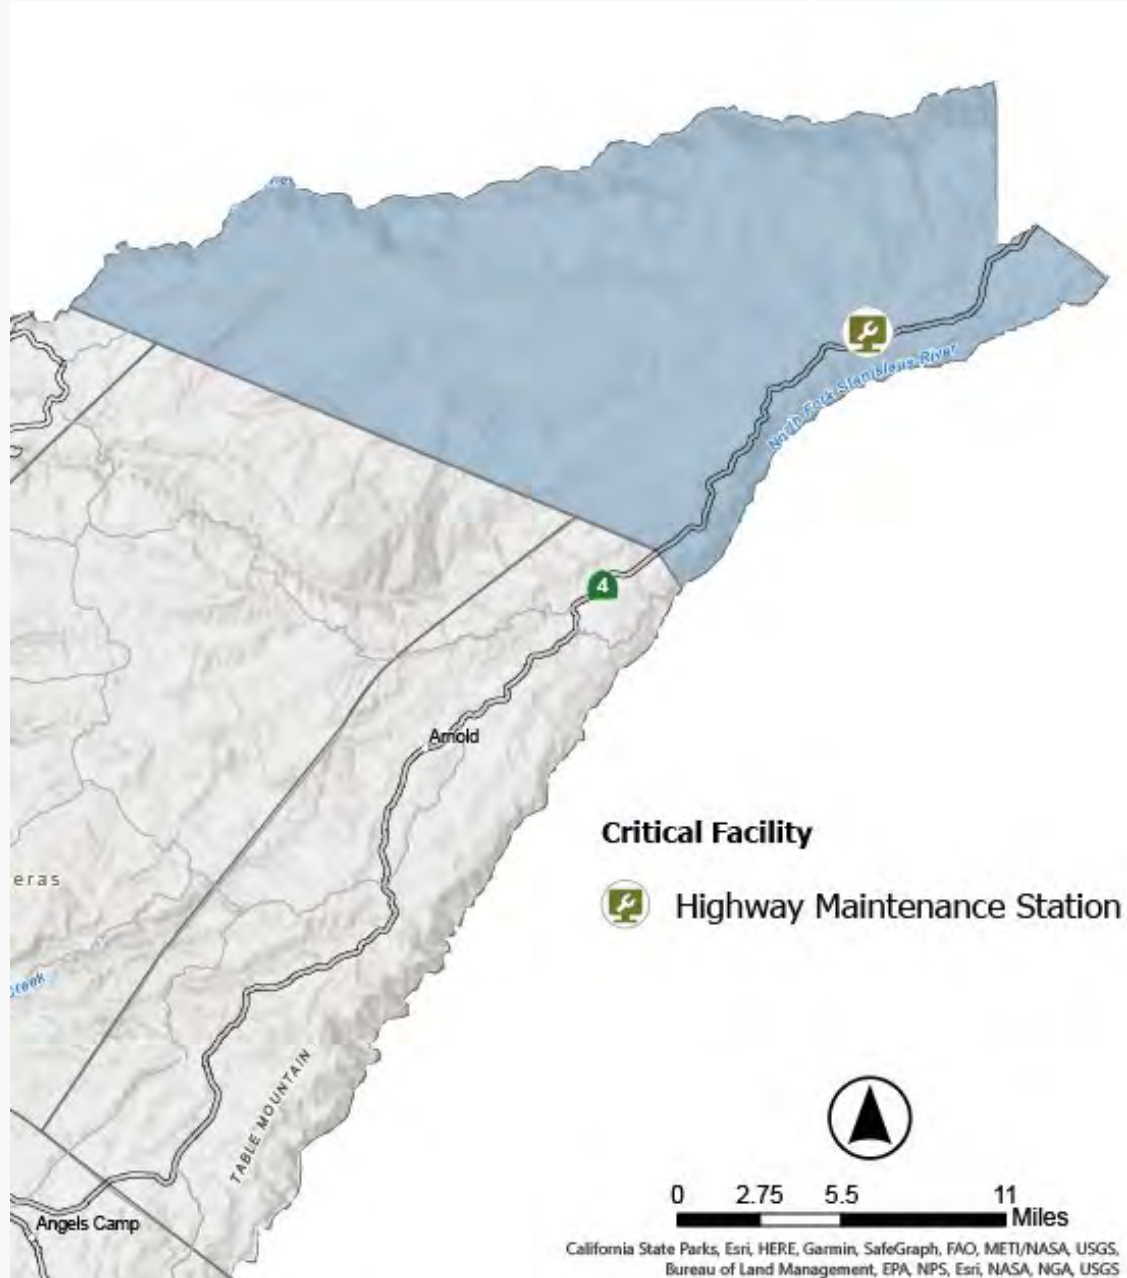 North Fork Stanislaus River
4
Arnold
Critical Facility
eras
Highway Maintenance Station
creek
TABLE MOUNTAIN
0 2.75 5.5 11
Miles
Angels Camp
California State Parks, Esri, HERE, Garmin, SafeGraph, FAO, METI/NASA, USGS,
Bureau of Land Management, EPA, NPS, Esri, NASA, NGA, USGS